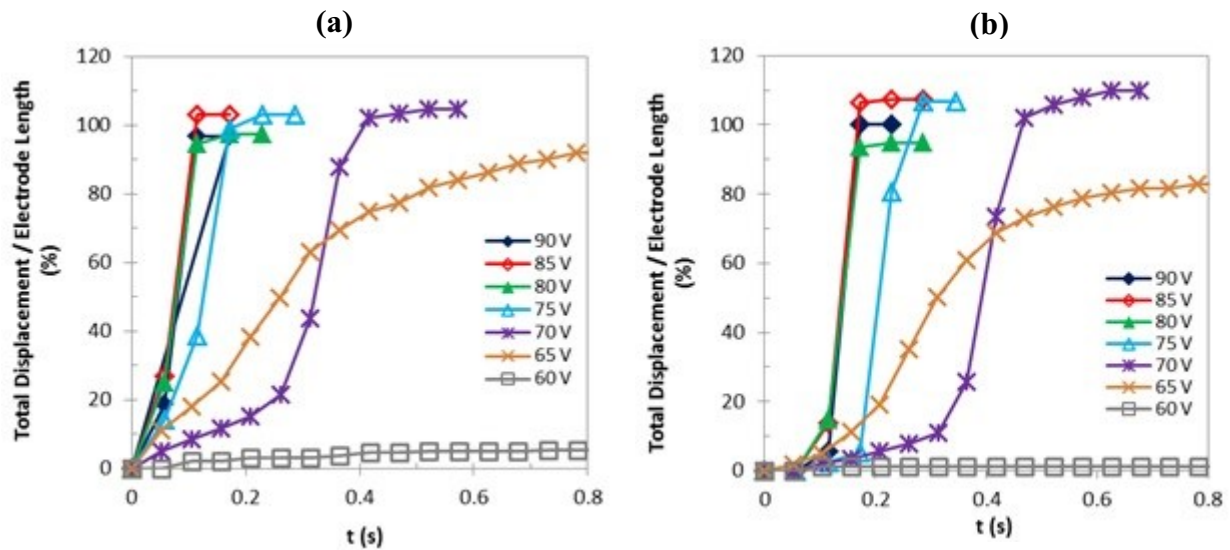 (a)
Total Displacement / Electrode Length
(%)
120
100
80
60
40
20
0
0
0.2
0.4
0.6
0.8
t (s)
90 V
85 V
80 V
75 V
70 V
65 V
60 V
(b)
Total Displacement / Electrode Length
(%)
120
100
80
60
40
20
0
0
0.2
0.4
0.6
0.8
t (s)
90 V
85 V
80 V
75 V
70 V
65 V
60 V